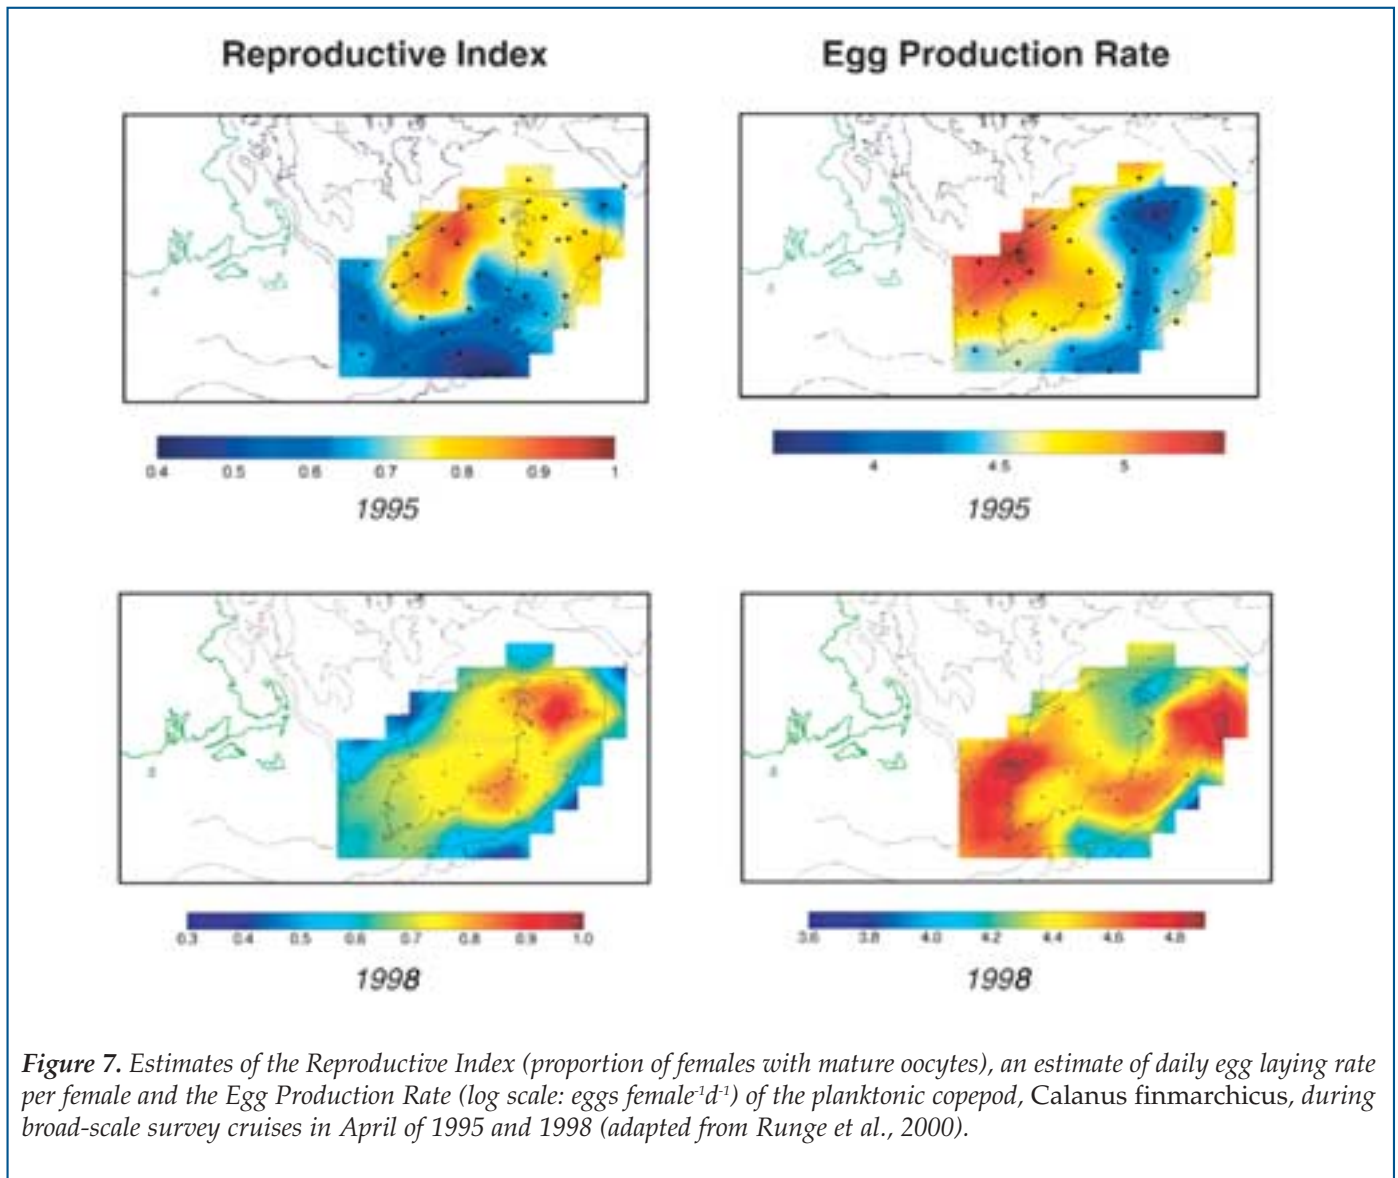 Reproductive Index
Egg Production Rate
0.4 0.5 0.6 0.7 0.8 0.9 1
4 4.5 5
1995
1995
0.3 0.4 0.5 0.6 0.7 0.8 0.9 1.0
3.6 3.8 4.0 4.2 4.4 4.6 4.8
1998
1998
Figure 7. Estimates of the Reproductive Index (proportion of females with mature oocytes), an estimate of daily egg laying rate
per female and the Egg Production Rate (log scale: eggs female⁻¹d⁻¹) of the planktonic copepod, Calanus finmarchicus, during
broad-scale survey cruises in April of 1995 and 1998 (adapted from Runge et al., 2000).